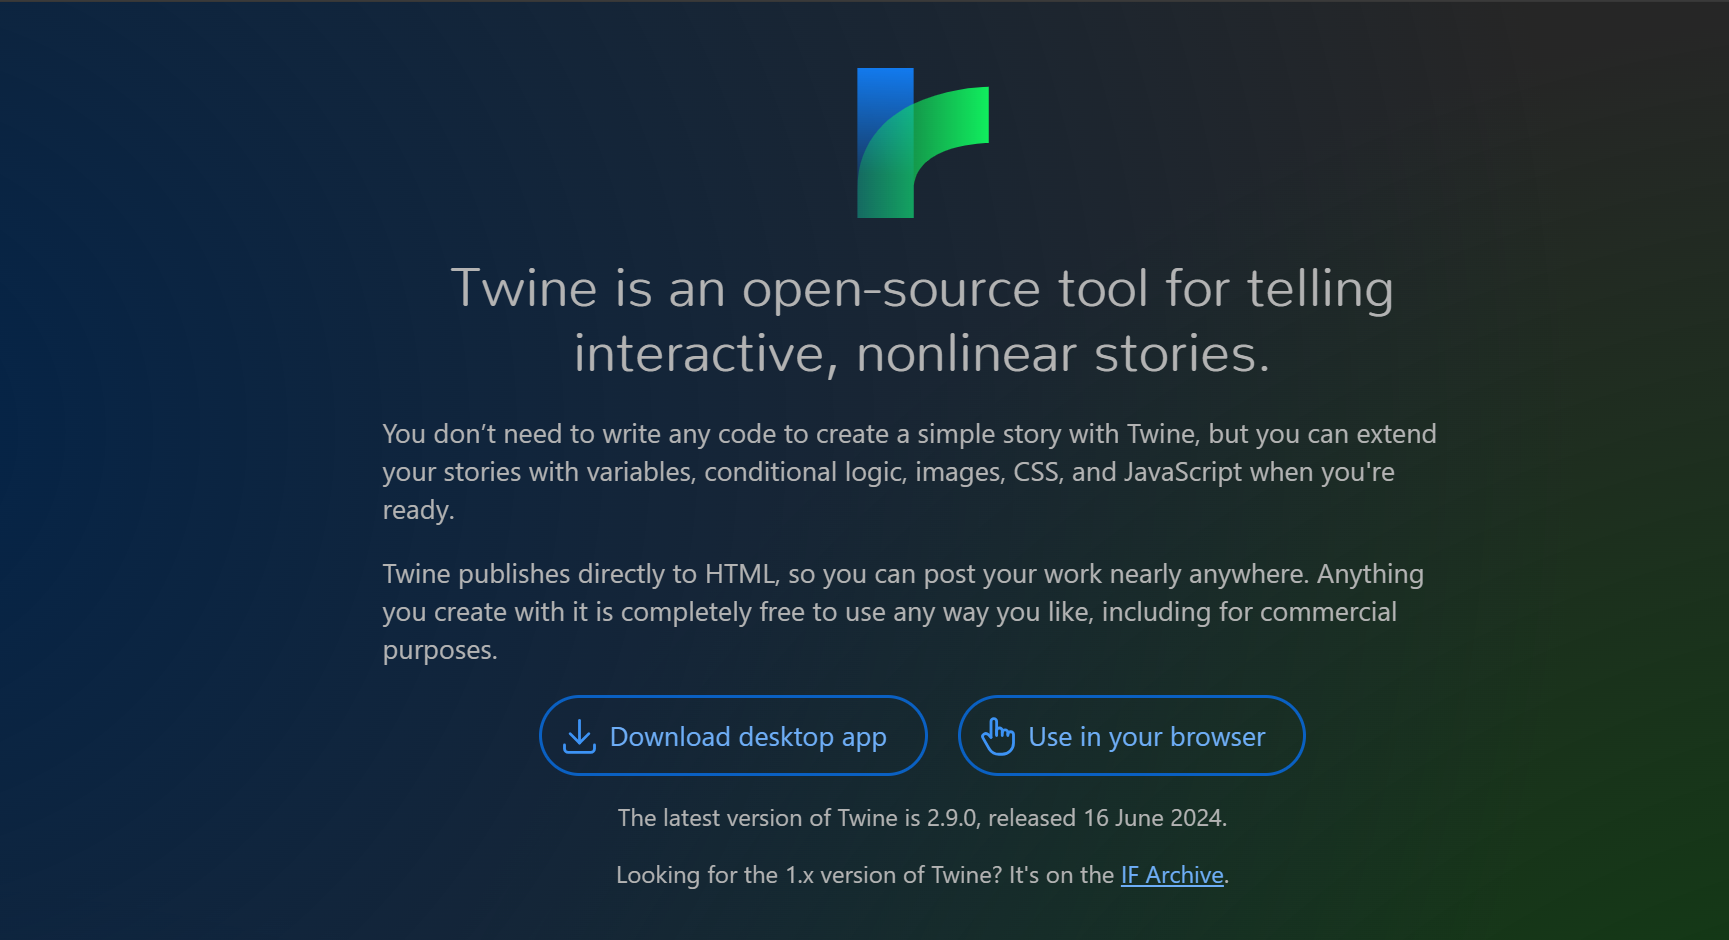 Twine is an open-source tool for telling
interactive, nonlinear stories.
You don’t need to write any code to create a simple story with Twine, but you can extend
your stories with variables, conditional logic, images, CSS, and JavaScript when you're
ready.
Twine publishes directly to HTML, so you can post your work nearly anywhere. Anything
you create with it is completely free to use any way you like, including for commercial
purposes.
Download desktop app
Use in your browser
The latest version of Twine is 2.9.0, released 16 June 2024.
Looking for the 1.x version of Twine? It's on the IF Archive.